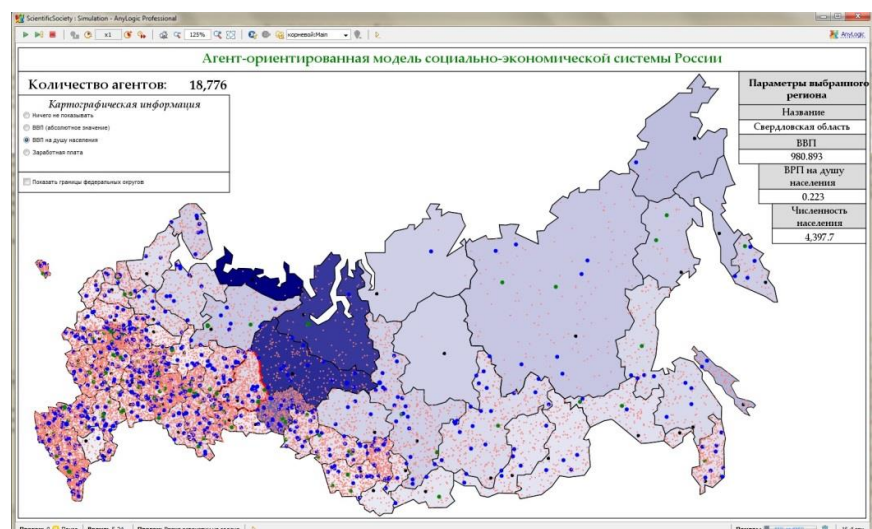 ScientificSociety : Simulation - AnyLogic Professional
x1
125%
корневой:Main
AnyLogic
Агент-ориентированная модель социально-экономической системы России
Количество агентов: 18,776
Картографическая информация
Ничего не показывать
ВВП (абсолютное значение)
ВВП на душу населения
Заработная плата
Показать границы федеральных округов
Параметры выбранного
региона
Название
Свердловская область
ВВП
980.893
ВРП на душу
населения
0.223
Численность
населения
4,397.7